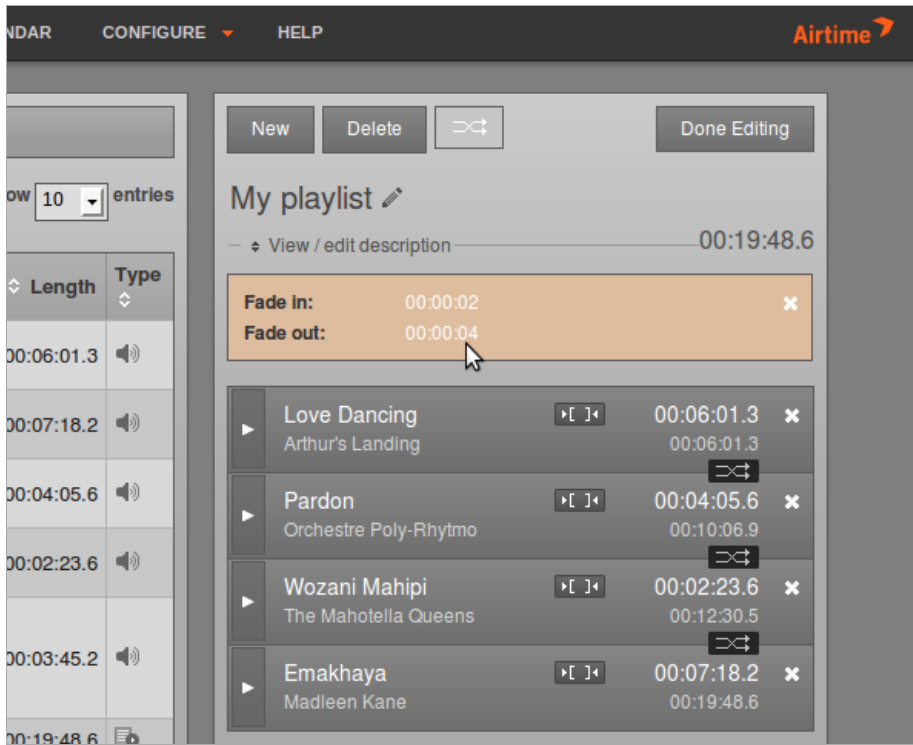 NDAR CONFIGURE HELP Airtime
New Delete Done Editing
ow 10 entries
My playlist
View / edit description 00:19:48.6
Length Type
Fade in: 00:00:02
Fade out: 00:00:04
00:06:01.3
00:07:18.2
00:04:05.6
00:02:23.6
00:03:45.2
00:19:48.6
Love Dancing 00:06:01.3
Arthur's Landing 00:06:01.3
Pardon 00:04:05.6
Orchestre Poly-Rhytmo 00:10:06.9
Wozani Mahipi 00:02:23.6
The Mahotella Queens 00:12:30.5
Emakhaya 00:07:18.2
Madleen Kane 00:19:48.6